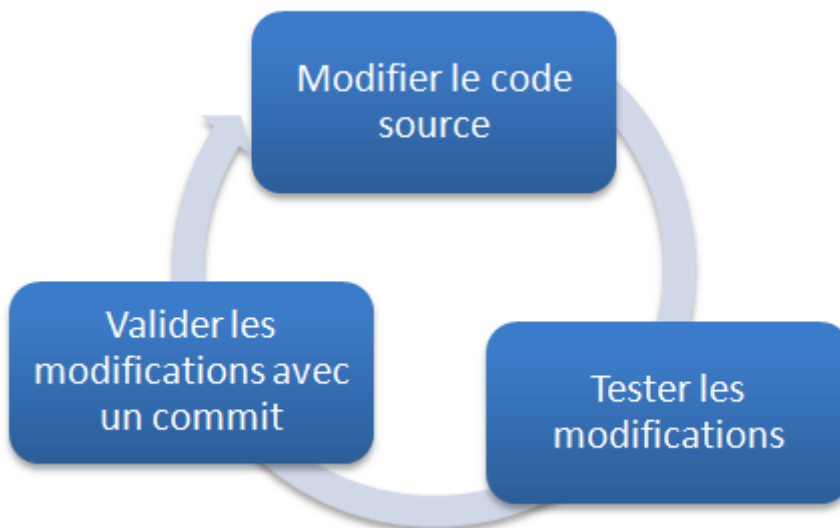 Modifier le code
source
Tester les
modifications
Valider les
modifications avec
un commit